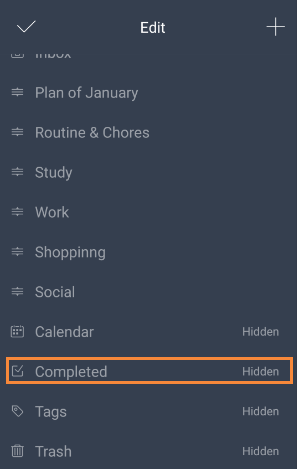 Edit
Inbox
Plan of January
Routine & Chores
Study
Work
Shoppinng
Social
Calendar Hidden
Completed Hidden
Tags Hidden
Trash Hidden